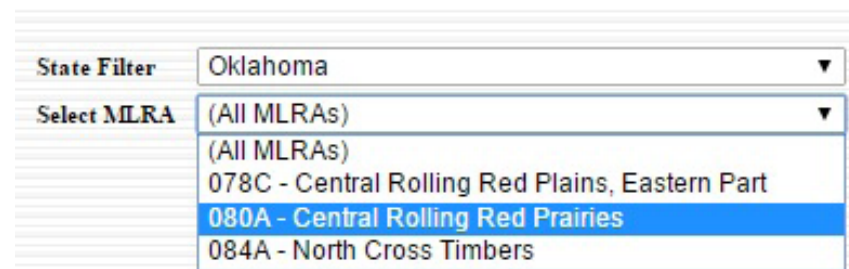 State Filter Oklahoma
Select MLRA (All MLRAs)
(All MLRAs)
078C - Central Rolling Red Plains, Eastern Part
080A - Central Rolling Red Prairies
084A - North Cross Timbers